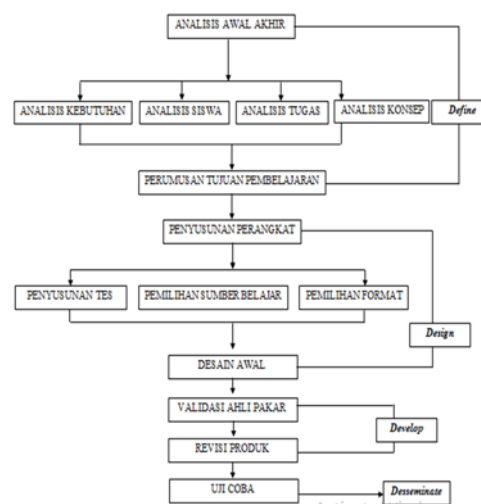 ANALISIS AWAL AKHIR
ANALISIS KEBUTUHAN
ANALISIS SISWA
ANALISIS TUGAS
ANALISIS KONSEP
Define
PERUMUSAN TUJUAN PEMBELAJARAN
PENYUSUNAN PERANGKAT
PENYUSUNAN TES
PEMILIHAN SUMBER BELAJAR
PEMILIHAN FORMAT
Design
DESAIN AWAL
VALIDASI AHLI PAKAR
Develop
REVISI PRODUK
UJI COBA
Desseminate